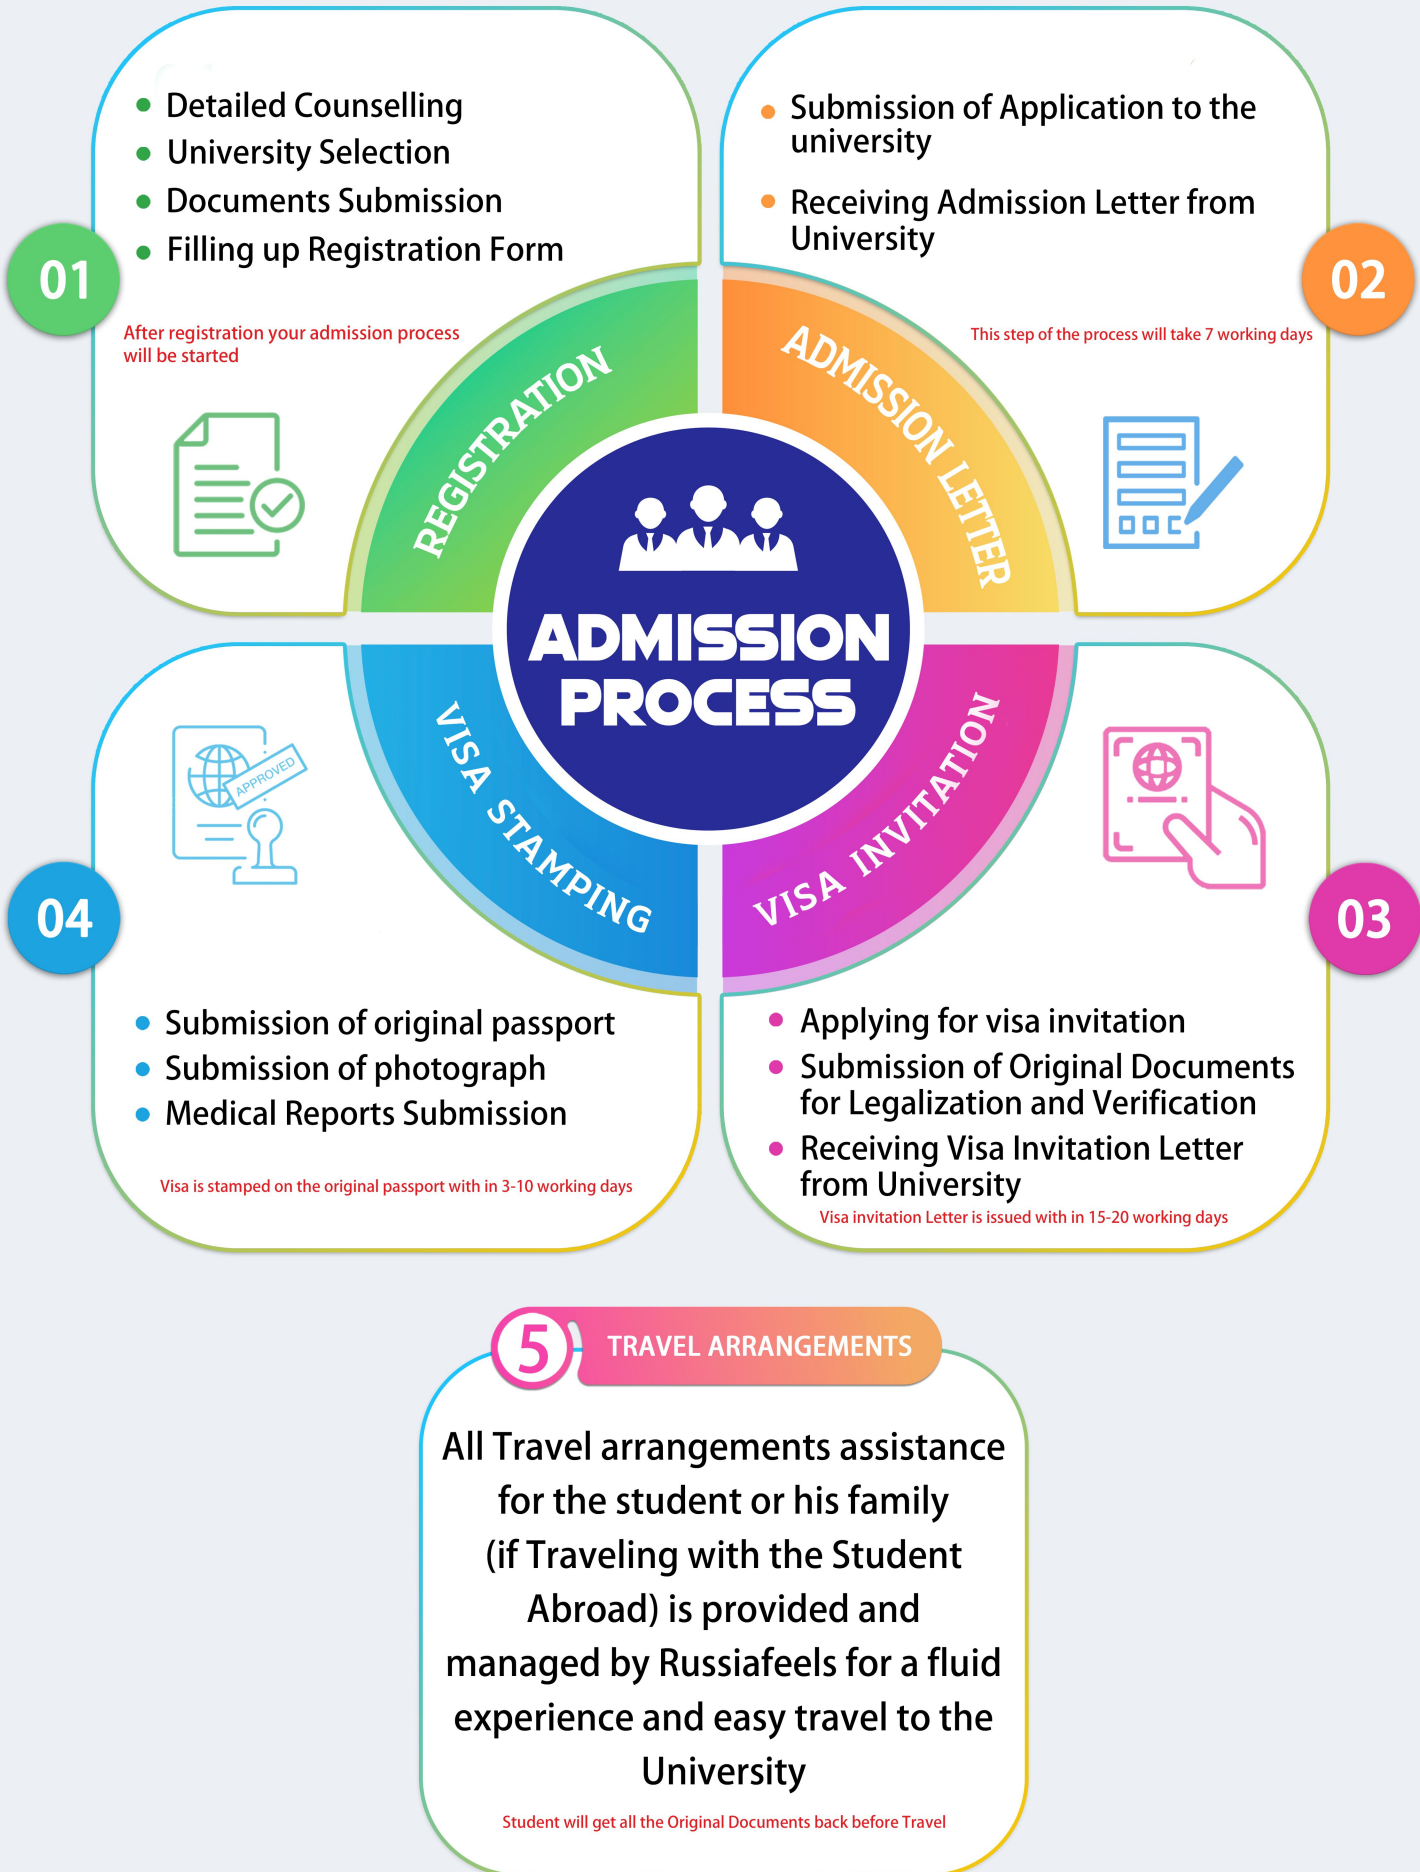 01
Detailed Counselling
University Selection
Documents Submission
Filling up Registration Form
After registration your admission process
will be started
REGISTRATION
02
Submission of Application to the
university
Receiving Admission Letter from
University
This step of the process will take 7 working days
ADMISSION LETTER
ADMISSION
PROCESS
VISA INVITATION
03
Applying for visa invitation
Submission of Original Documents
for Legalization and Verification
Receiving Visa Invitation Letter
from University
Visa invitation Letter is issued with in 15-20 working days
VISA STAMPING
APPROVED
04
Submission of original passport
Submission of photograph
Medical Reports Submission
Visa is stamped on the original passport with in 3-10 working days
5
TRAVEL ARRANGEMENTS
All Travel arrangements assistance
for the student or his family
(if Traveling with the Student
Abroad) is provided and
managed by Russiafeels for a fluid
experience and easy travel to the
University
Student will get all the Original Documents back before Travel